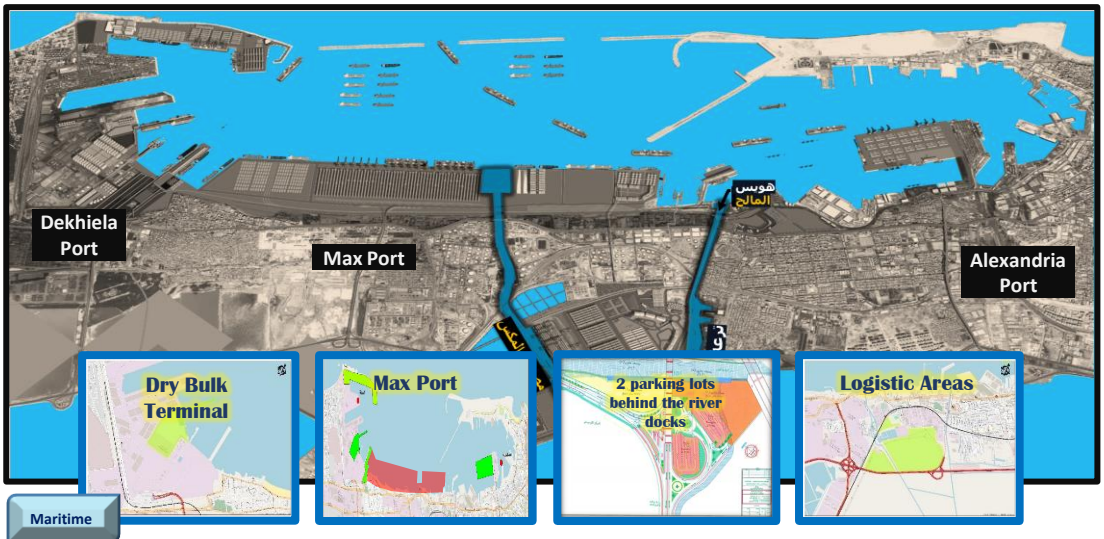 هويس
المالح
Dekhiela
Port
Max Port
Alexandria
Port
المكس
Dry Bulk
Terminal
Max Port
2 parking lots
behind the river
docks
Logistic Areas
Maritime